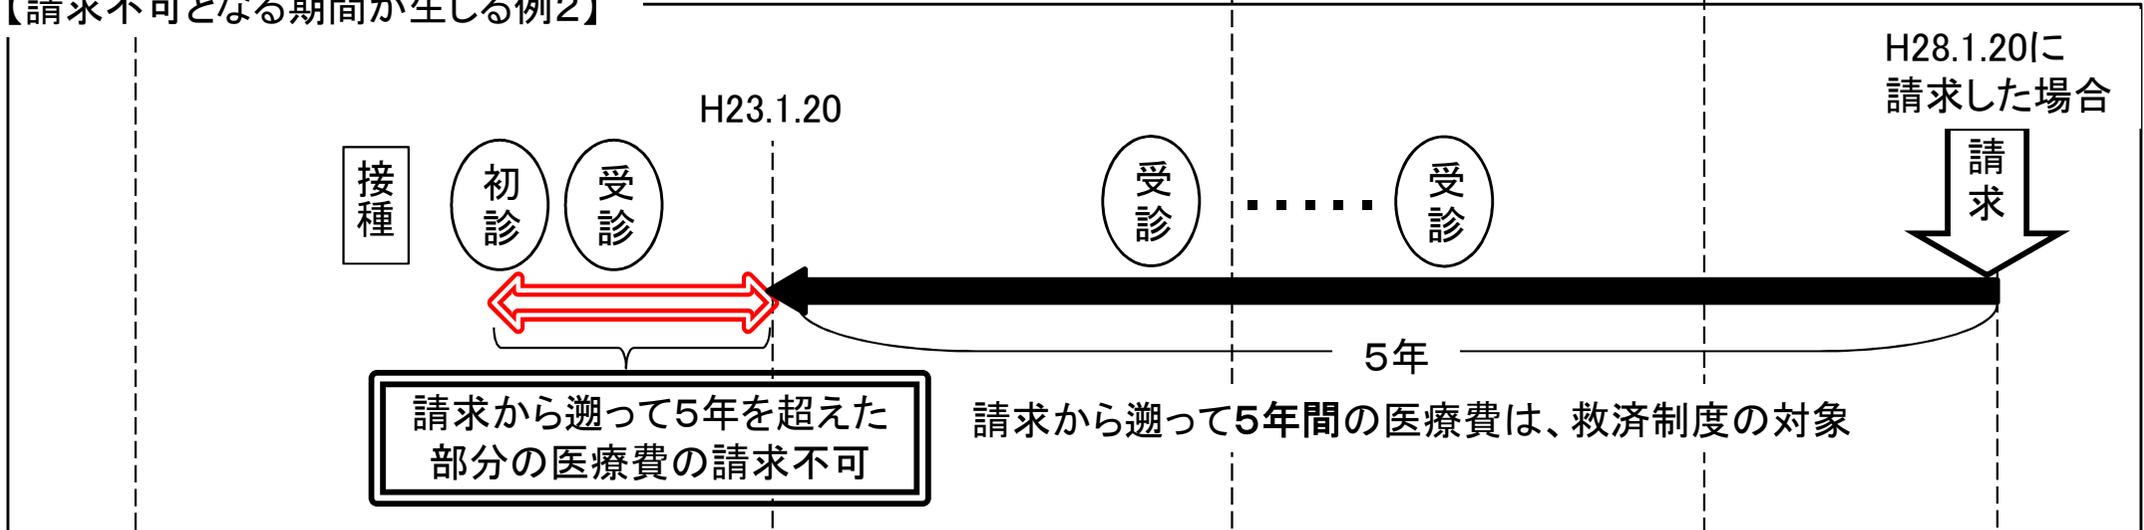 【請求不可となる期間が生じる例２】
H28.1.20に
請求した場合
H23.1.20
接種
初診
受診
受診
・・・・・
受診
請求
５年
請求から遡って５年を超えた
部分の医療費の請求不可
請求から遡って５年間の医療費は、救済制度の対象